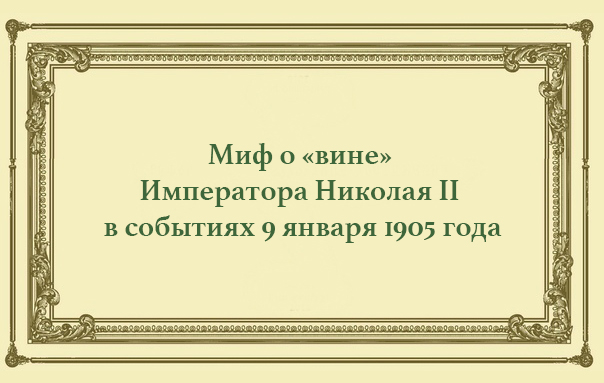 Миф о «вине»
Императора Николая II
в событиях 9 января 1905 года